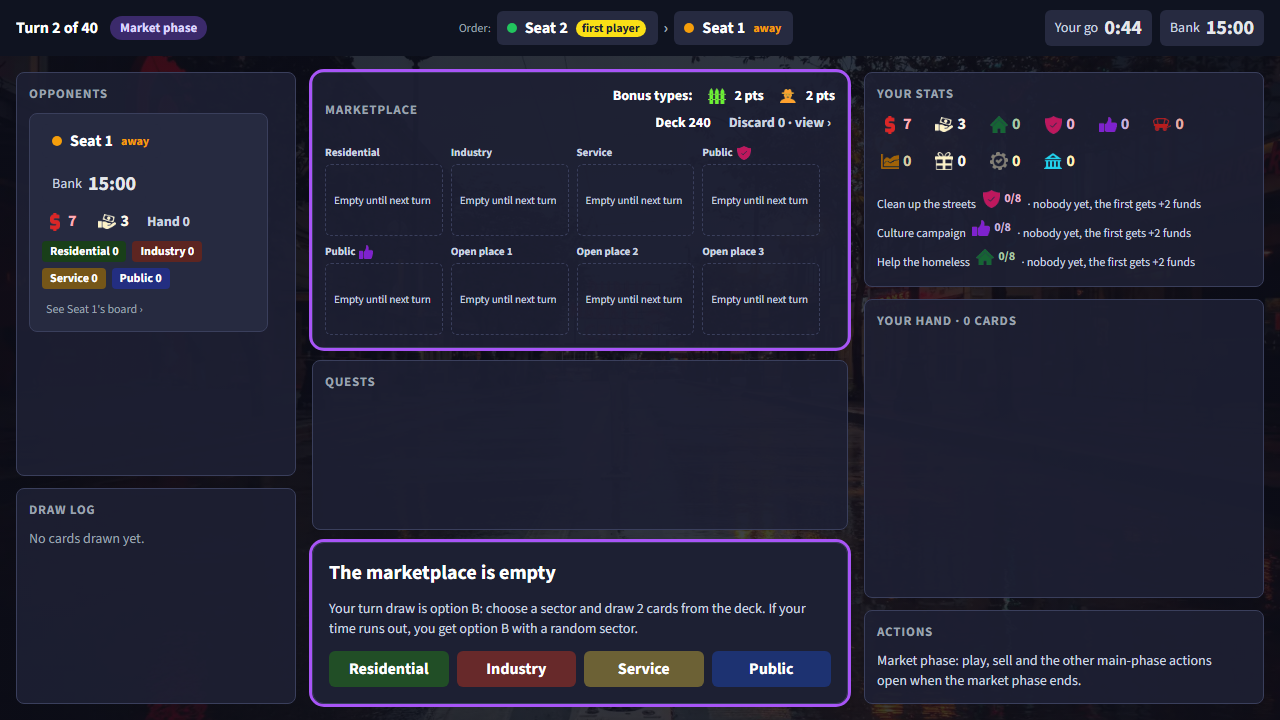 Turn 2 of 40
Market phase
Order:
Seat 2
first player
›
Seat 1
away
Your go 0:44
Bank 15:00
OPPONENTS
Seat 1 away
Bank 15:00
7
3
Hand 0
Residential 0
Industry 0
Service 0
Public 0
See Seat 1's board ›
DRAW LOG
No cards drawn yet.
MARKETPLACE
Bonus types:
2 pts
2 pts
Deck 240
Discard 0 · view ›
Residential
Industry
Service
Public
Empty until next turn
Empty until next turn
Empty until next turn
Empty until next turn
Public
Open place 1
Open place 2
Open place 3
Empty until next turn
Empty until next turn
Empty until next turn
Empty until next turn
QUESTS
The marketplace is empty
Your turn draw is option B: choose a sector and draw 2 cards from the deck. If your
time runs out, you get option B with a random sector.
Residential
Industry
Service
Public
YOUR STATS
7
3
0
0
0
0
0
0
0
0
Clean up the streets 0/8 · nobody yet, the first gets +2 users
Culture campaign 0/8 · nobody yet, the first gets +2 users
Help the homeless 0/8 · nobody yet, the first gets +2 users
YOUR HAND · 0 CARDS
ACTIONS
Market phase: play, sell and the other main-phase actions
open when the market phase ends.